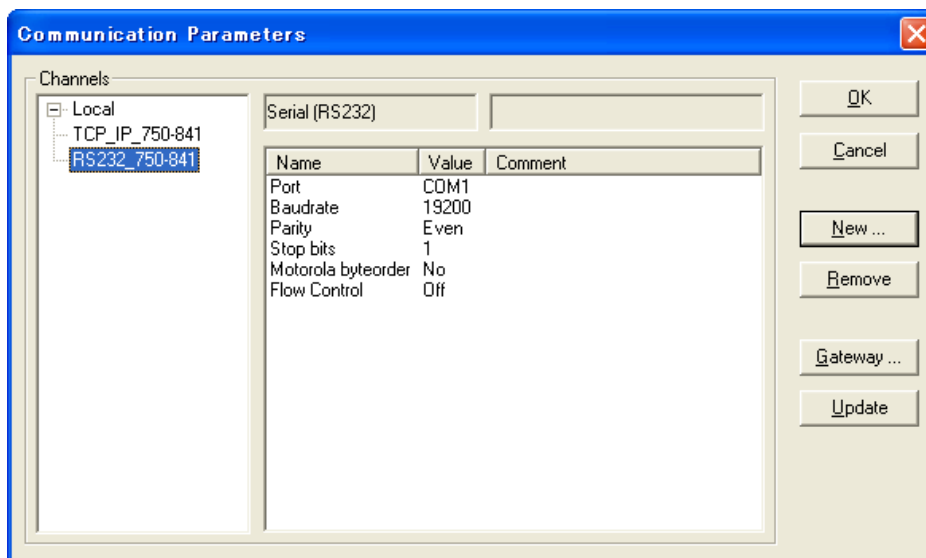 Communication Parameters
Channels
Local
TCP_IP_750-841
RS232_750-841
Serial (RS232)
Name Value Comment
Port COM1
Baudrate 19200
Parity Even
Stop bits 1
Motorola byteorder No
Flow Control Off
OK
Cancel
New ...
Remove
Gateway ...
Update